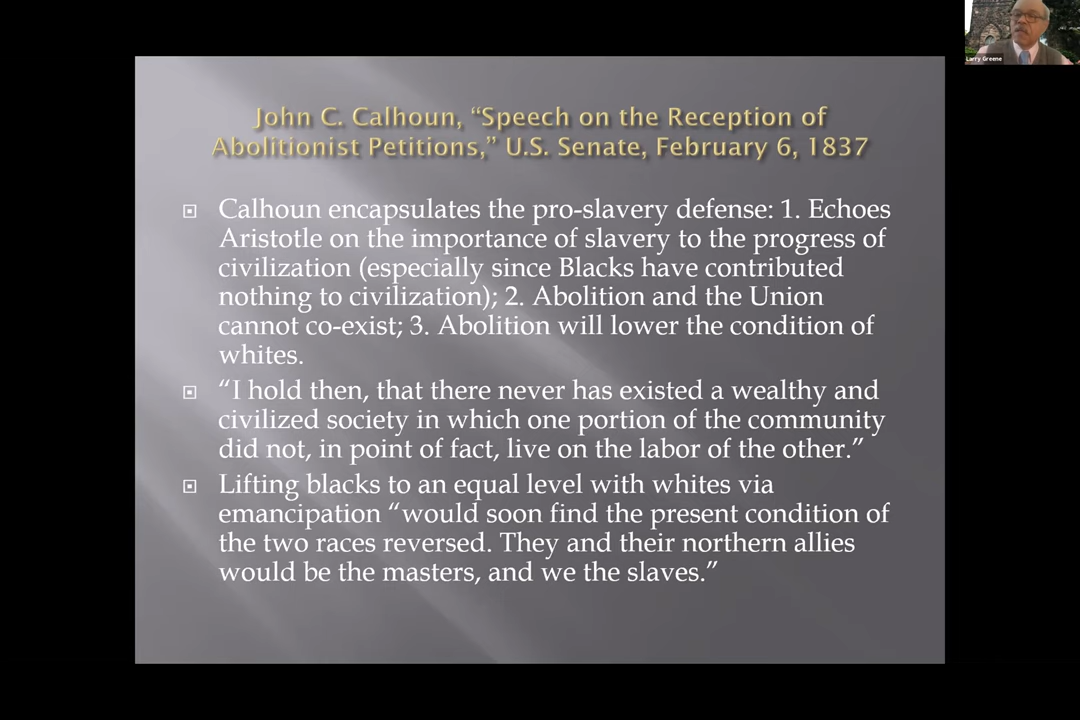 John C. Calhoun, “Speech on the Reception of
Abolitionist Petitions,” U.S. Senate, February 6, 1837
Calhoun encapsulates the pro-slavery defense: 1. Echoes
Aristotle on the importance of slavery to the progress of
civilization (especially since Blacks have contributed
nothing to civilization); 2. Abolition and the Union
cannot co-exist; 3. Abolition will lower the condition of
whites.
“I hold then, that there never has existed a wealthy and
civilized society in which one portion of the community
did not, in point of fact, live on the labor of the other.”
Lifting blacks to an equal level with whites via
emancipation “would soon find the present condition of
the two races reversed. They and their northern allies
would be the masters, and we the slaves.”
Larry Greene